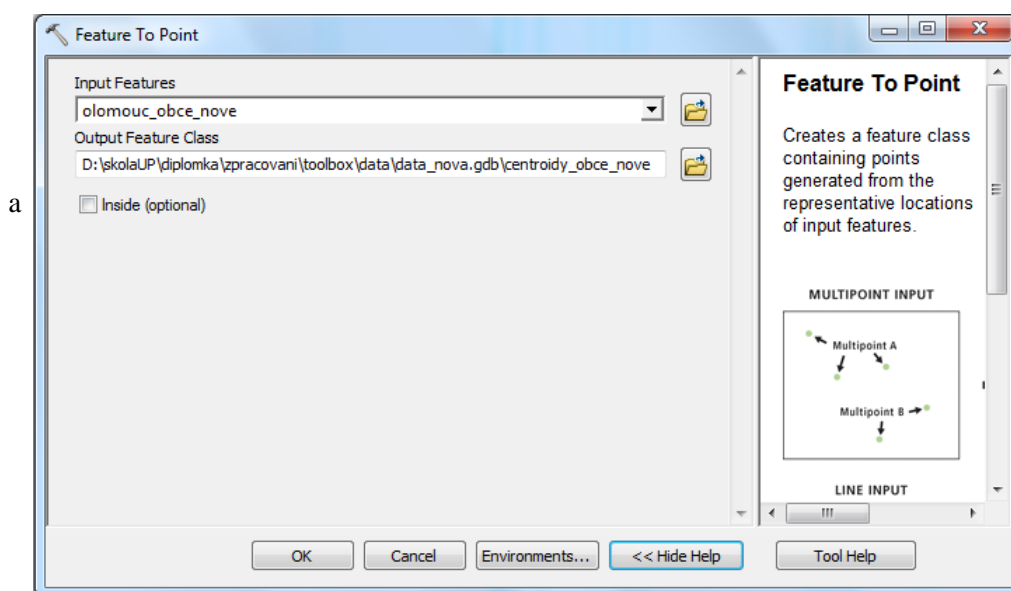 Feature To Point
Input Features
olomouc_obce_nove
Output Feature Class
D:\skolaUP\diplomka\zpracovani\toolbox\data\data_nova.gdb\centroidy_obce_nove
a
Inside (optional)
Feature To Point
Creates a feature class
containing points
generated from the
representative locations
of input features.
MULTIPOINT INPUT
Multipoint A
Multipoint B
LINE INPUT
OK
Cancel
Environments...
<< Hide Help
Tool Help